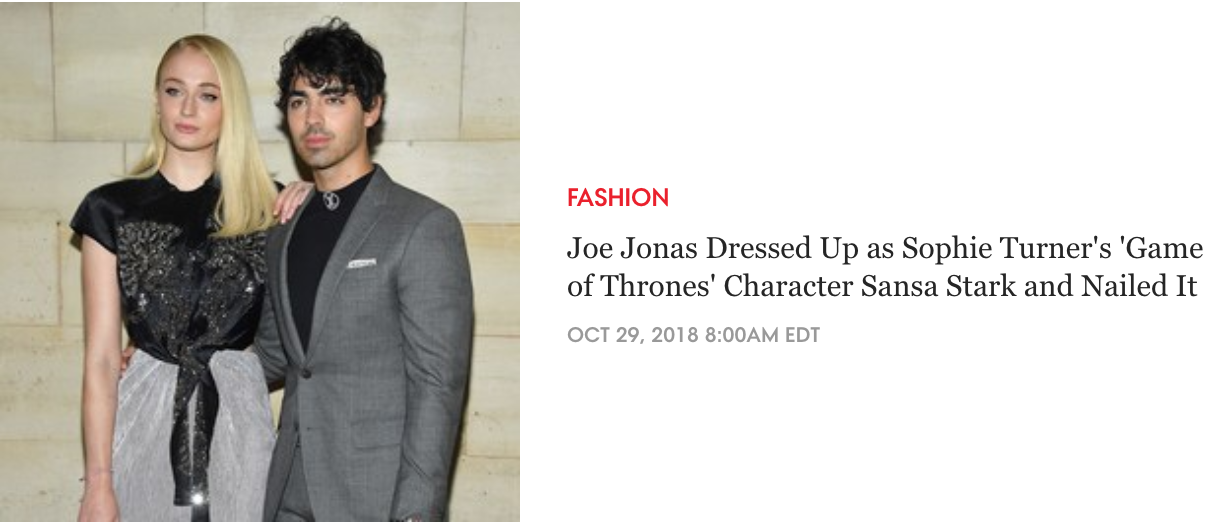 FASHION
Joe Jonas Dressed Up as Sophie Turner's 'Game
of Thrones' Character Sansa Stark and Nailed It
OCT 29, 2018 8:00AM EDT